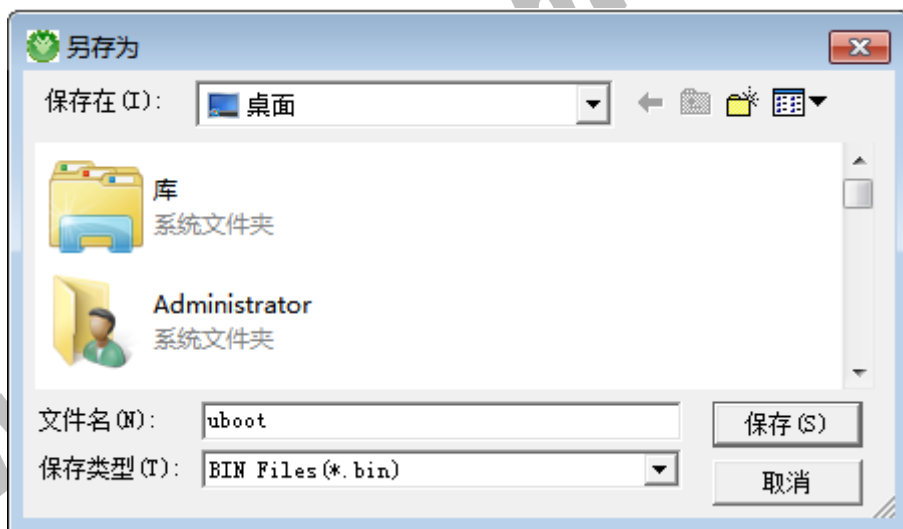 另存为
保存在(I): 桌面
库
系统文件夹
Administrator
系统文件夹
文件名(N): uboot 保存(S)
保存类型(T): BIN Files(*.bin) 取消